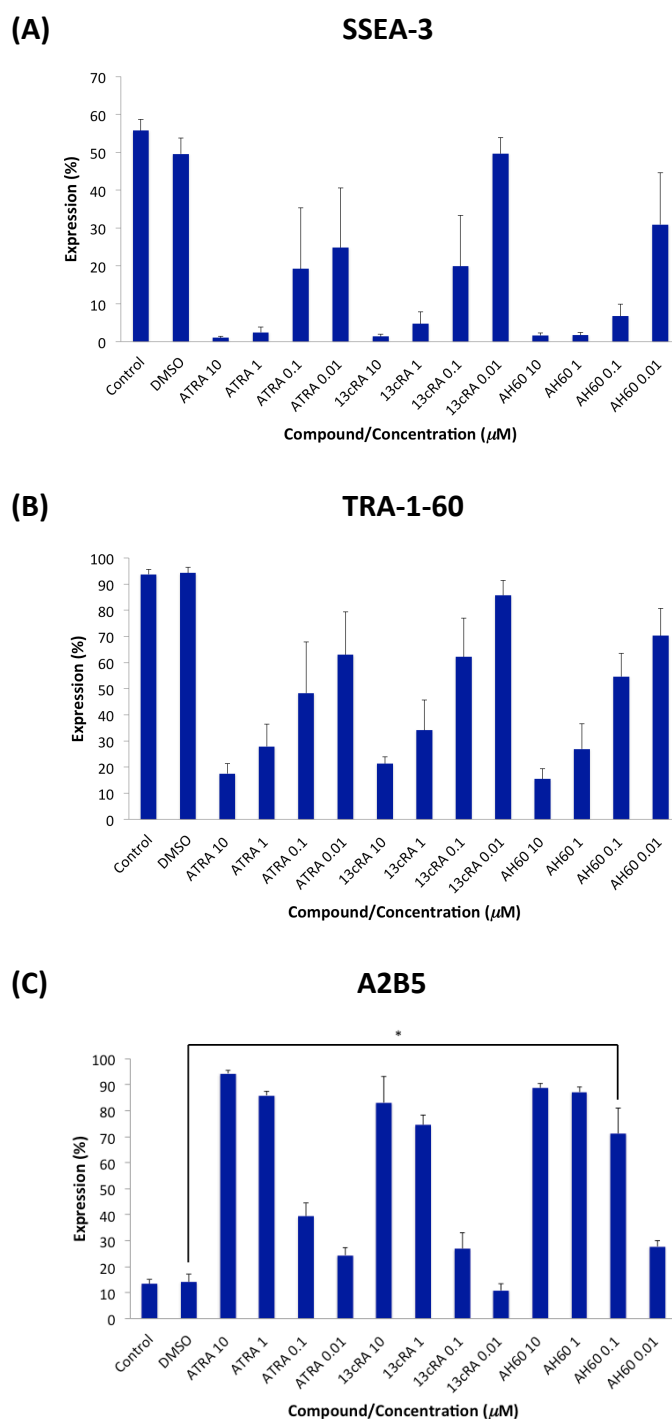 (A) SSEA-3
Expression (%)
70
60
50
40
30
20
10
0
Control
DMSO
ATRA 10
ATRA 1
ATRA 0.1
ATRA 0.01
13cRA 10
13cRA 1
13cRA 0.1
13cRA 0.01
AH60 10
AH60 1
AH60 0.1
AH60 0.01
Compound/Concentration (μM)
(B) TRA-1-60
Expression (%)
100
90
80
70
60
50
40
30
20
10
0
Control
DMSO
ATRA 10
ATRA 1
ATRA 0.1
ATRA 0.01
13cRA 10
13cRA 1
13cRA 0.1
13cRA 0.01
AH60 10
AH60 1
AH60 0.1
AH60 0.01
Compound/Concentration (μM)
(C) A2B5
*
Expression (%)
100
90
80
70
60
50
40
30
20
10
0
Control
DMSO
ATRA 10
ATRA 1
ATRA 0.1
ATRA 0.01
13cRA 10
13cRA 1
13cRA 0.1
13cRA 0.01
AH60 10
AH60 1
AH60 0.1
AH60 0.01
Compound/Concentration (μM)